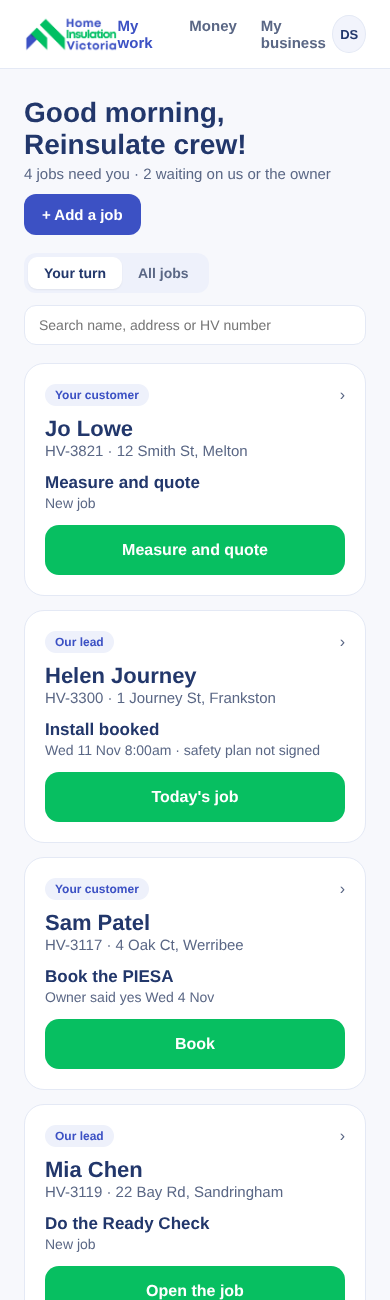 Home
Insulation
Victoria
My work
Money
My business
DS
Good morning,
Reinsulate crew!
4 jobs need you · 2 waiting on us or the owner
+ Add a job
Your turn
All jobs
Search name, address or HV number
Your customer
›
Jo Lowe
HV-3821 · 12 Smith St, Melton
Measure and quote
New job
Measure and quote
Our lead
›
Helen Journey
HV-3300 · 1 Journey St, Frankston
Install booked
Wed 11 Nov 8:00am · safety plan not signed
Today's job
Your customer
›
Sam Patel
HV-3117 · 4 Oak Ct, Werribee
Book the PIESA
Owner said yes Wed 4 Nov
Book
Our lead
›
Mia Chen
HV-3119 · 22 Bay Rd, Sandringham
Do the Ready Check
New job
Open the job